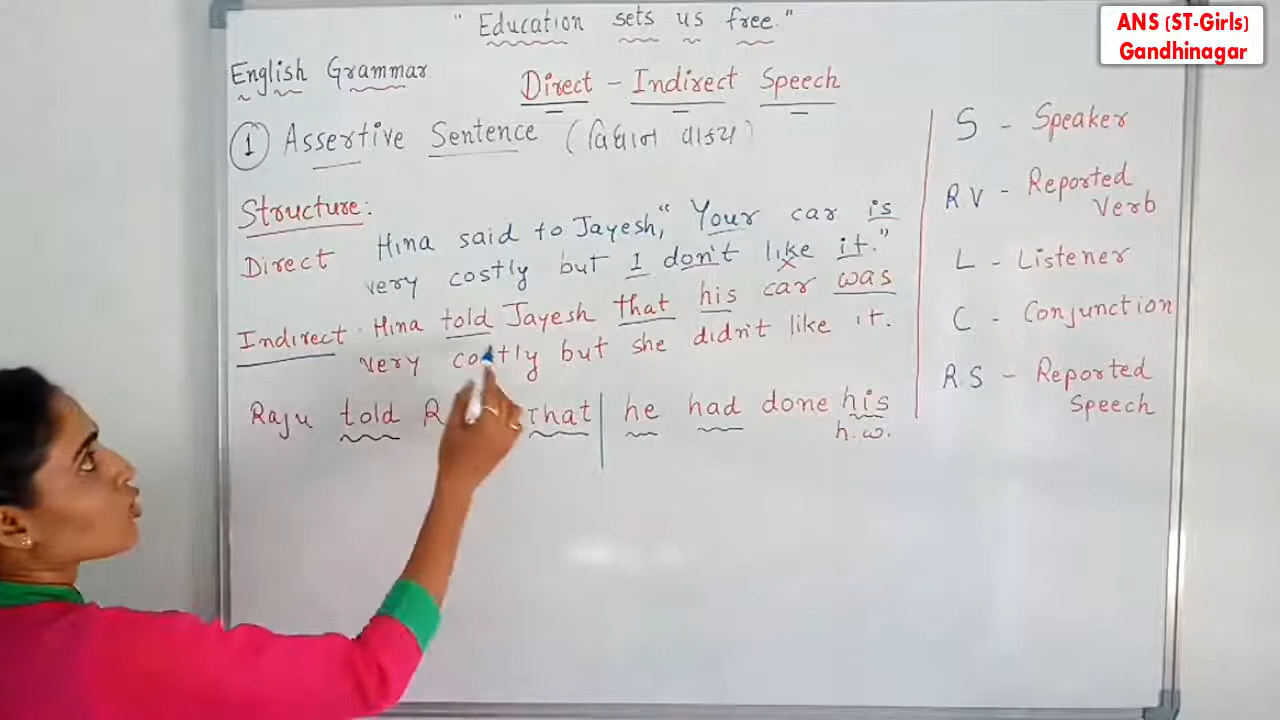 "Education sets us free."
ANS (ST-Girls)
Gandhinagar
English Grammar
Direct - Indirect Speech
1 Assertive Sentence (વિધાન વાક્ય)
Structure:
Direct Hina said to Jayesh, "Your car is
very costly but I don't like it."
Indirect Hina told Jayesh that his car was
very costly but she didn't like it.
Raju told that he had done his
h.w.
S - Speaker
RV - Reported
Verb
L - Listener
C - Conjunction
RS - Reported
Speech